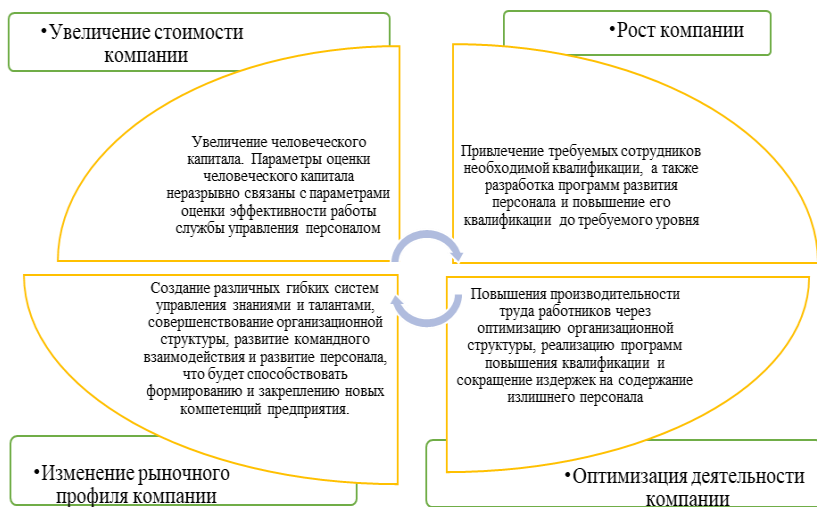 •Увеличение стоимости
компании
•Рост компании
Увеличение человеческого
капитала. Параметры оценки
человеческого капитала
неразрывно связаны с параметрами
оценки эффективности работы
службы управления персоналом
Привлечение требуемых сотрудников
необходимой квалификации, а также
разработка программ развития
персонала и повышение его
квалификации до требуемого уровня
Создание различных гибких систем
управления знаниями и талантами,
совершенствование организационной
структуры, развитие командного
взаимодействия и развитие персонала,
что будет способствовать
формированию и закреплению новых
компетенций предприятия.
Повышения производительности
труда работников через
оптимизацию организационной
структуры, реализацию программ
повышения квалификации и
сокращение издержек на содержание
излишнего персонала
•Изменение рыночного
профиля компании
•Оптимизация деятельности
компании